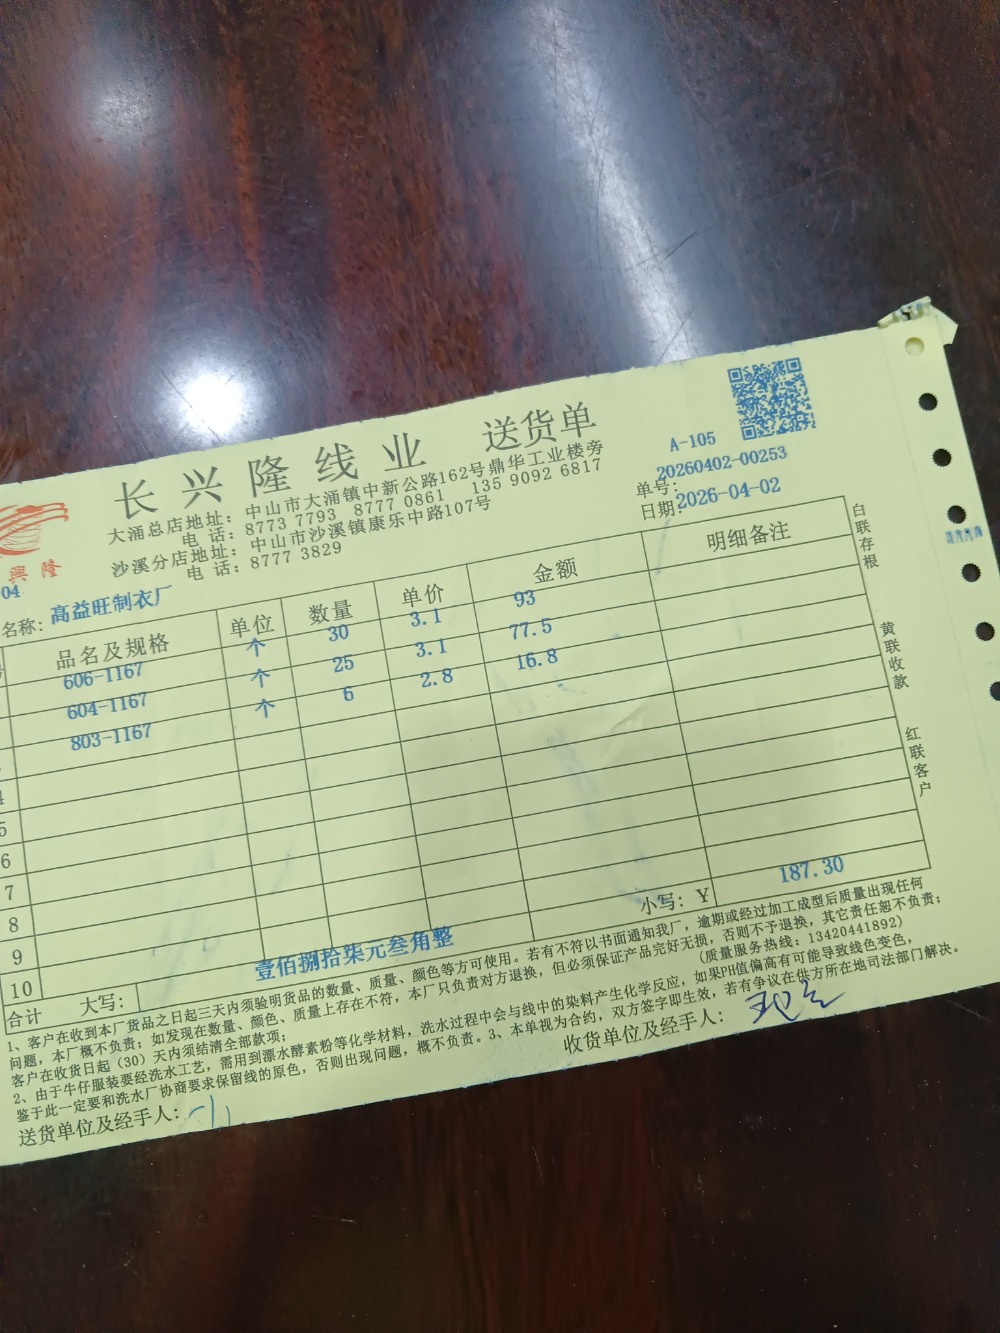 长兴隆线业 送货单
A-105
大涌总店地址：中山市大涌镇中新公路162号鼎华工业楼旁
电 话：8773 7793 8777 0861 135 9092 6817
沙溪分店地址：中山市沙溪镇康乐中路107号
电 话：8777 3829
单号：20260402-00253
日期：2026-04-02
興隆
04
名称：高益旺制衣厂
品名及规格 单位 数量 单价 金额 明细备注
606-1167 个 30 3.1 93
604-1167 个 25 3.1 77.5
803-1167 个 6 2.8 16.8
4
5
6
7
8
9
10
合计 大写：壹佰捌拾柒元叁角整 小写：Y 187.30
白联存根
黄联收款
红联客户
1、客户在收到本厂货品之日起三天内须验明货品的数量、质量、颜色等方可使用。若有不符以书面通知我厂，逾期或经过加工成型后质量出现任何
问题，本厂概不负责；如发现在数量、颜色、质量上存在不符，本厂只负责对方退换，但必须保证产品完好无损，否则不予退换，其它责任恕不负责；
客户在收货日起（30）天内须结清全部款项； （质量服务热线：13420441892）
2、由于牛仔服装要经洗水工艺，需用到漂水酵素粉等化学材料，洗水过程中会与线中的染料产生化学反应，如果PH值偏高有可能导致线色变色，
鉴于此一定要和洗水厂协商要求保留线的原色，否则出现问题，概不负责。3、本单视为合约，双方签字即生效，若有争议在供方所在地司法部门解决。
送货单位及经手人： 收货单位及经手人：